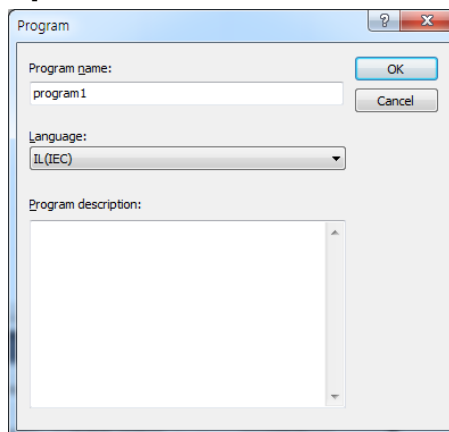 Program
?
X
Program name:
OK
program1
Cancel
Language:
IL(IEC)
Program description: